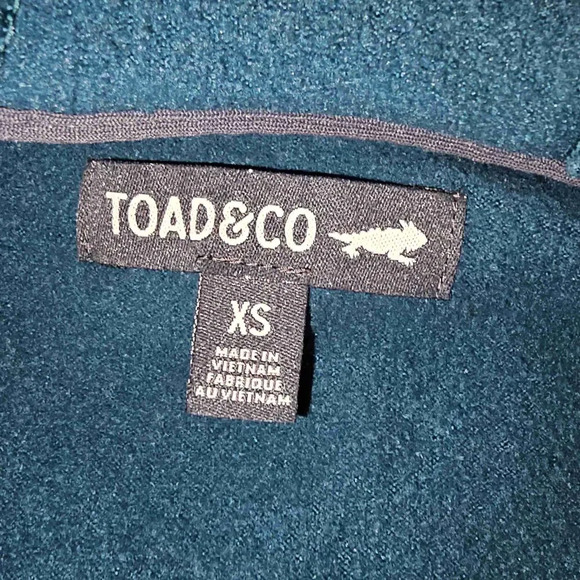 TOAD&CO
XS
MADE IN
VIETNAM
FABRIQUE
AU VIETNAM